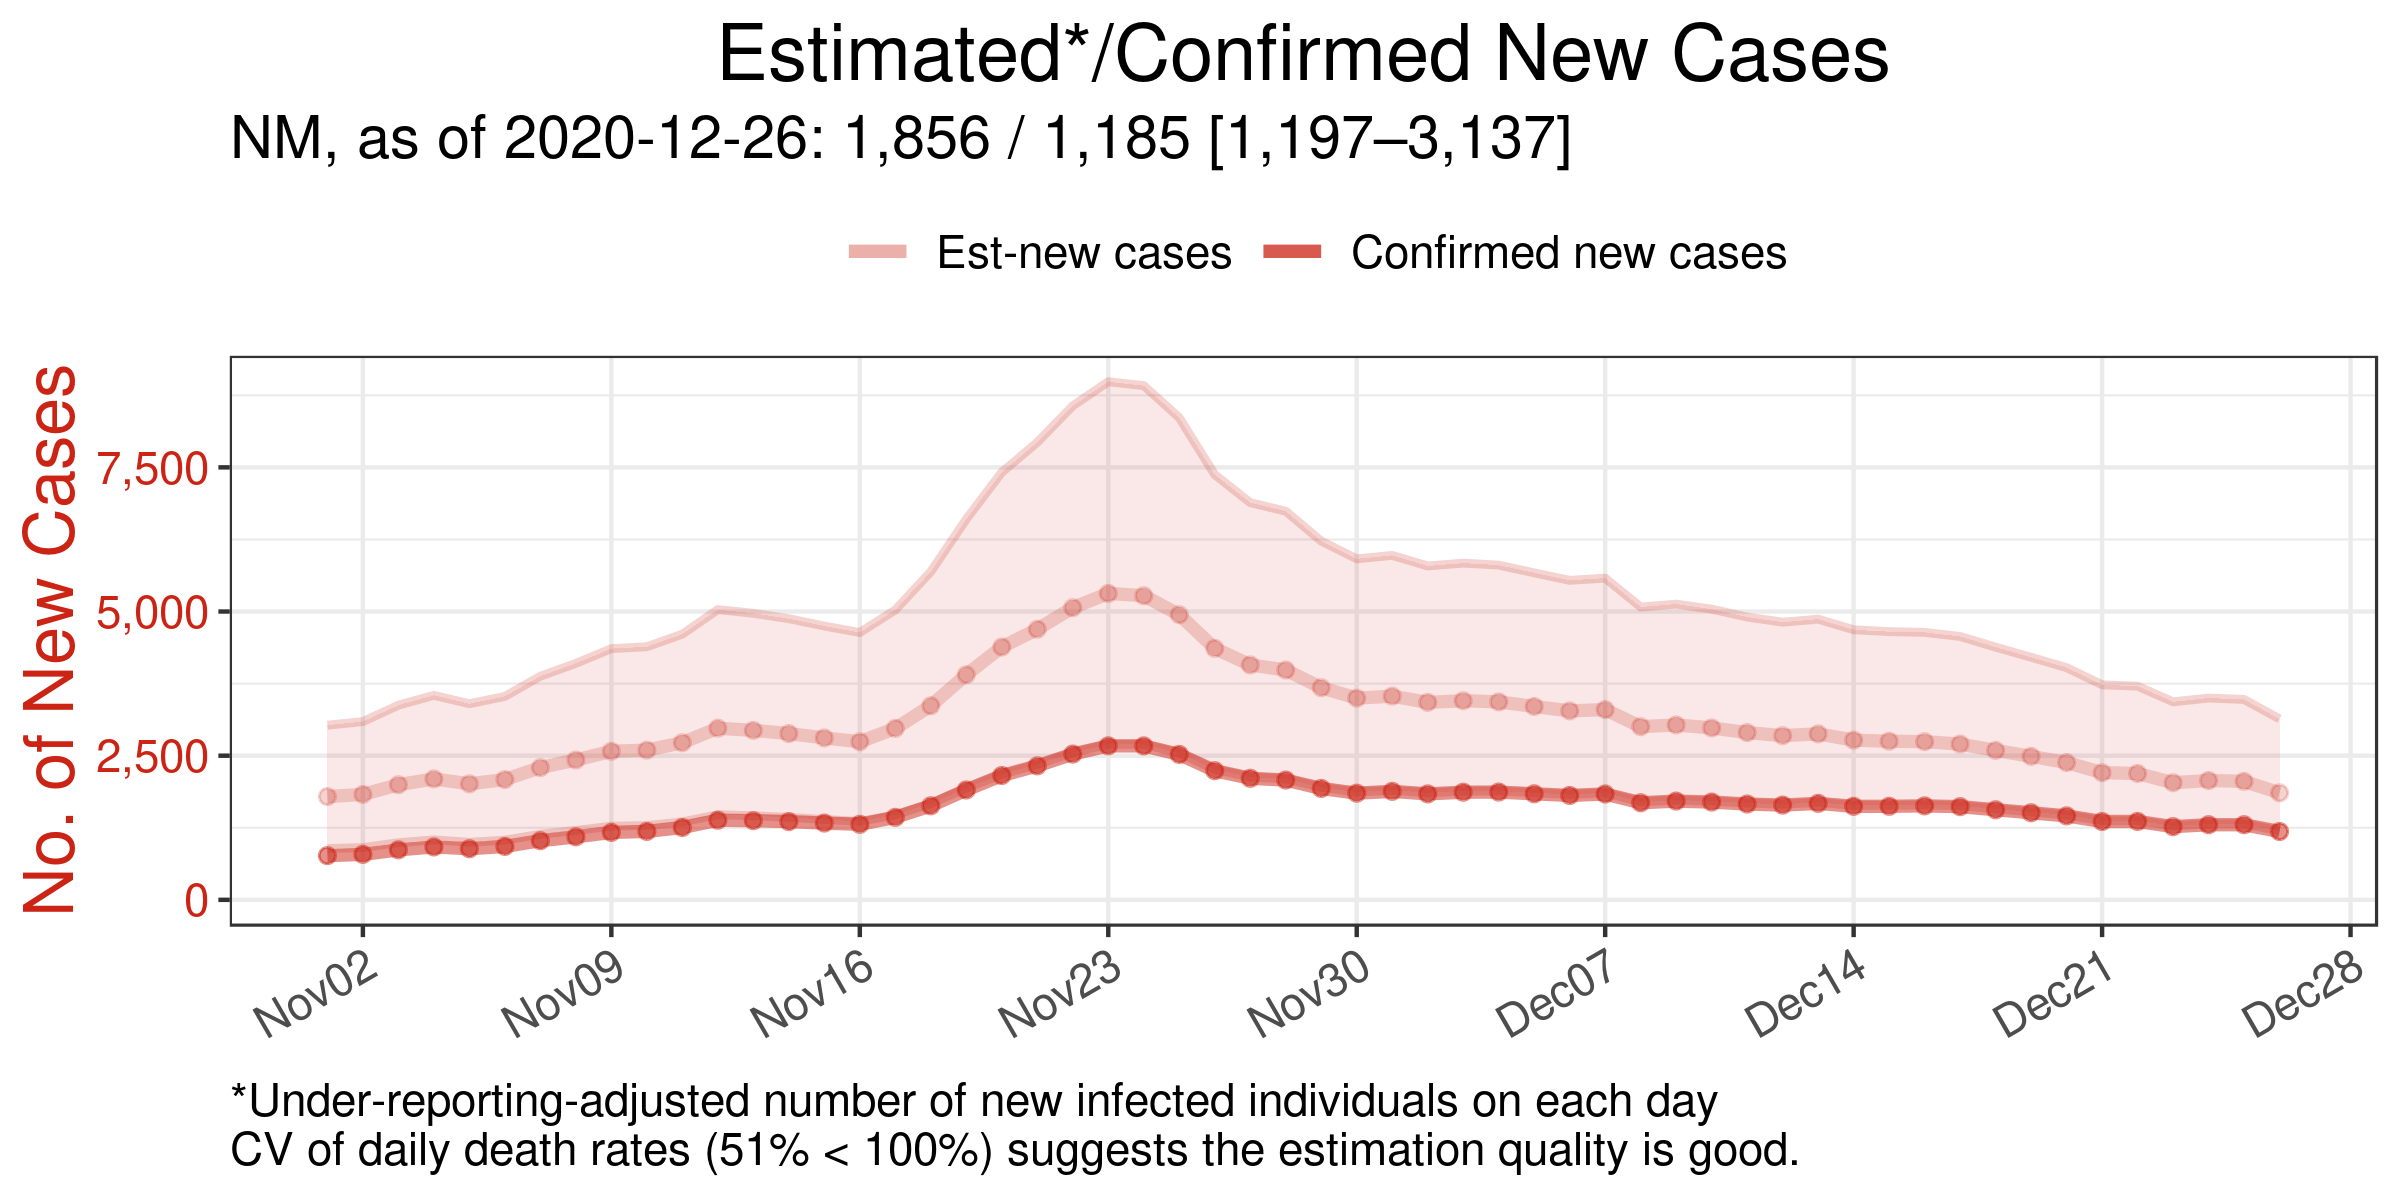 Estimated*/Confirmed New Cases
NM, as of 2020-12-26: 1,856 / 1,185 [1,197–3,137]
Est-new cases Confirmed new cases
No. of New Cases
7,500
5,000
2,500
0
Nov02 Nov09 Nov16 Nov23 Nov30 Dec07 Dec14 Dec21 Dec28
*Under-reporting-adjusted number of new infected individuals on each day
CV of daily death rates (51% < 100%) suggests the estimation quality is good.